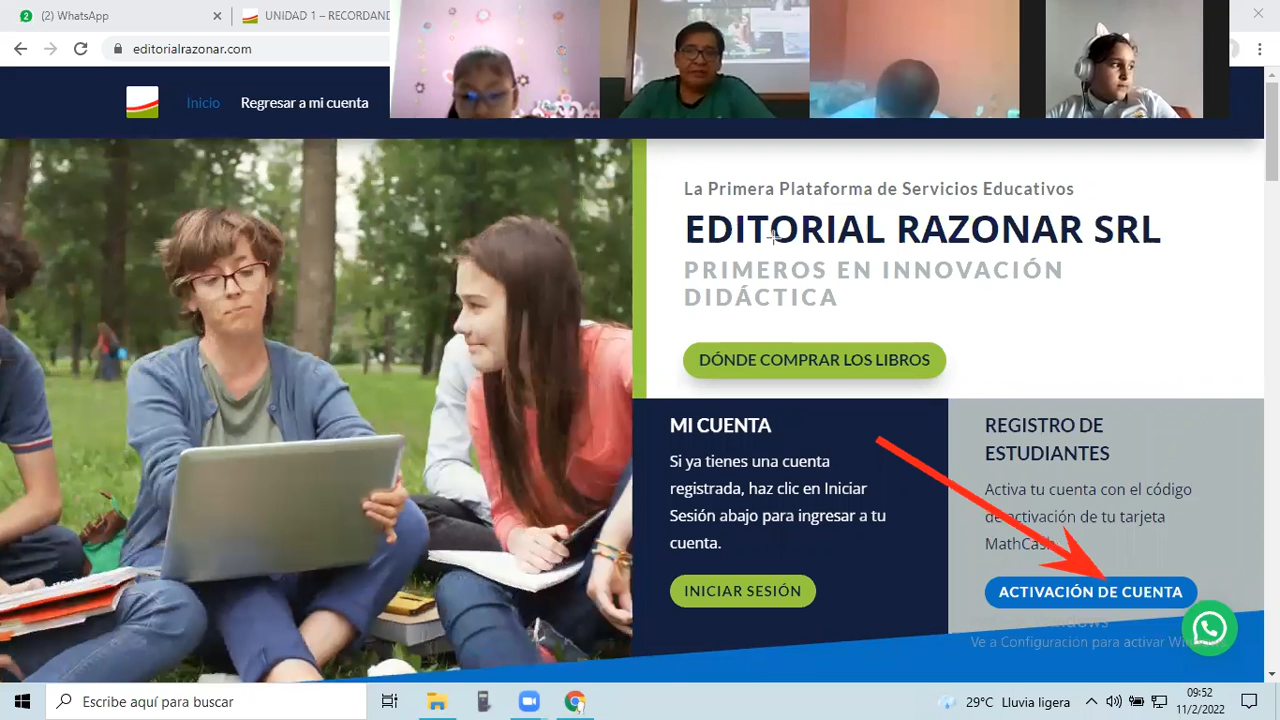 2
() WhatsApp
UNIDAD 1 – RECORDAND
editorialrazonar.com
Inicio
Regresar a mi cuenta
La Primera Plataforma de Servicios Educativos
EDITORIAL RAZONAR SRL
PRIMEROS EN INNOVACIÓN
DIDÁCTICA
DÓNDE COMPRAR LOS LIBROS
MI CUENTA
Si ya tienes una cuenta
registrada, haz clic en Iniciar
Sesión abajo para ingresar a tu
cuenta.
INICIAR SESIÓN
REGISTRO DE
ESTUDIANTES
Activa tu cuenta con el código
de activación de tu tarjeta
MathCash
ACTIVACIÓN DE CUENTA
Ve a Configuración para activar
Escribe aquí para buscar
29°C Lluvia ligera
09:52
11/2/2022